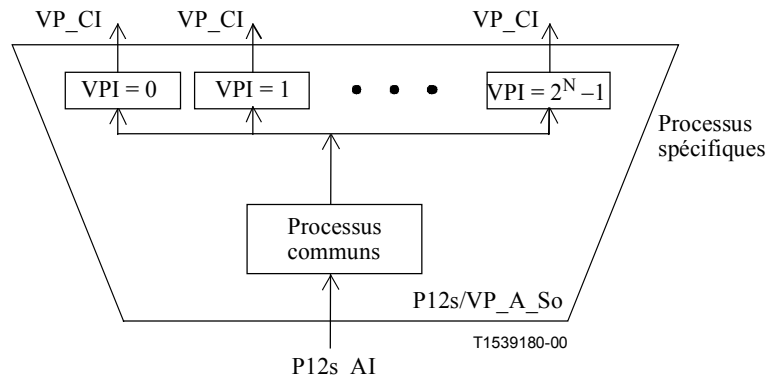 VP_CI VP_CI VP_CI
VPI = 0 VPI = 1 • • • VPI = 2^N –1
Processus
spécifiques
Processus
communs
P12s/VP_A_So
T1539180-00
P12s_AI